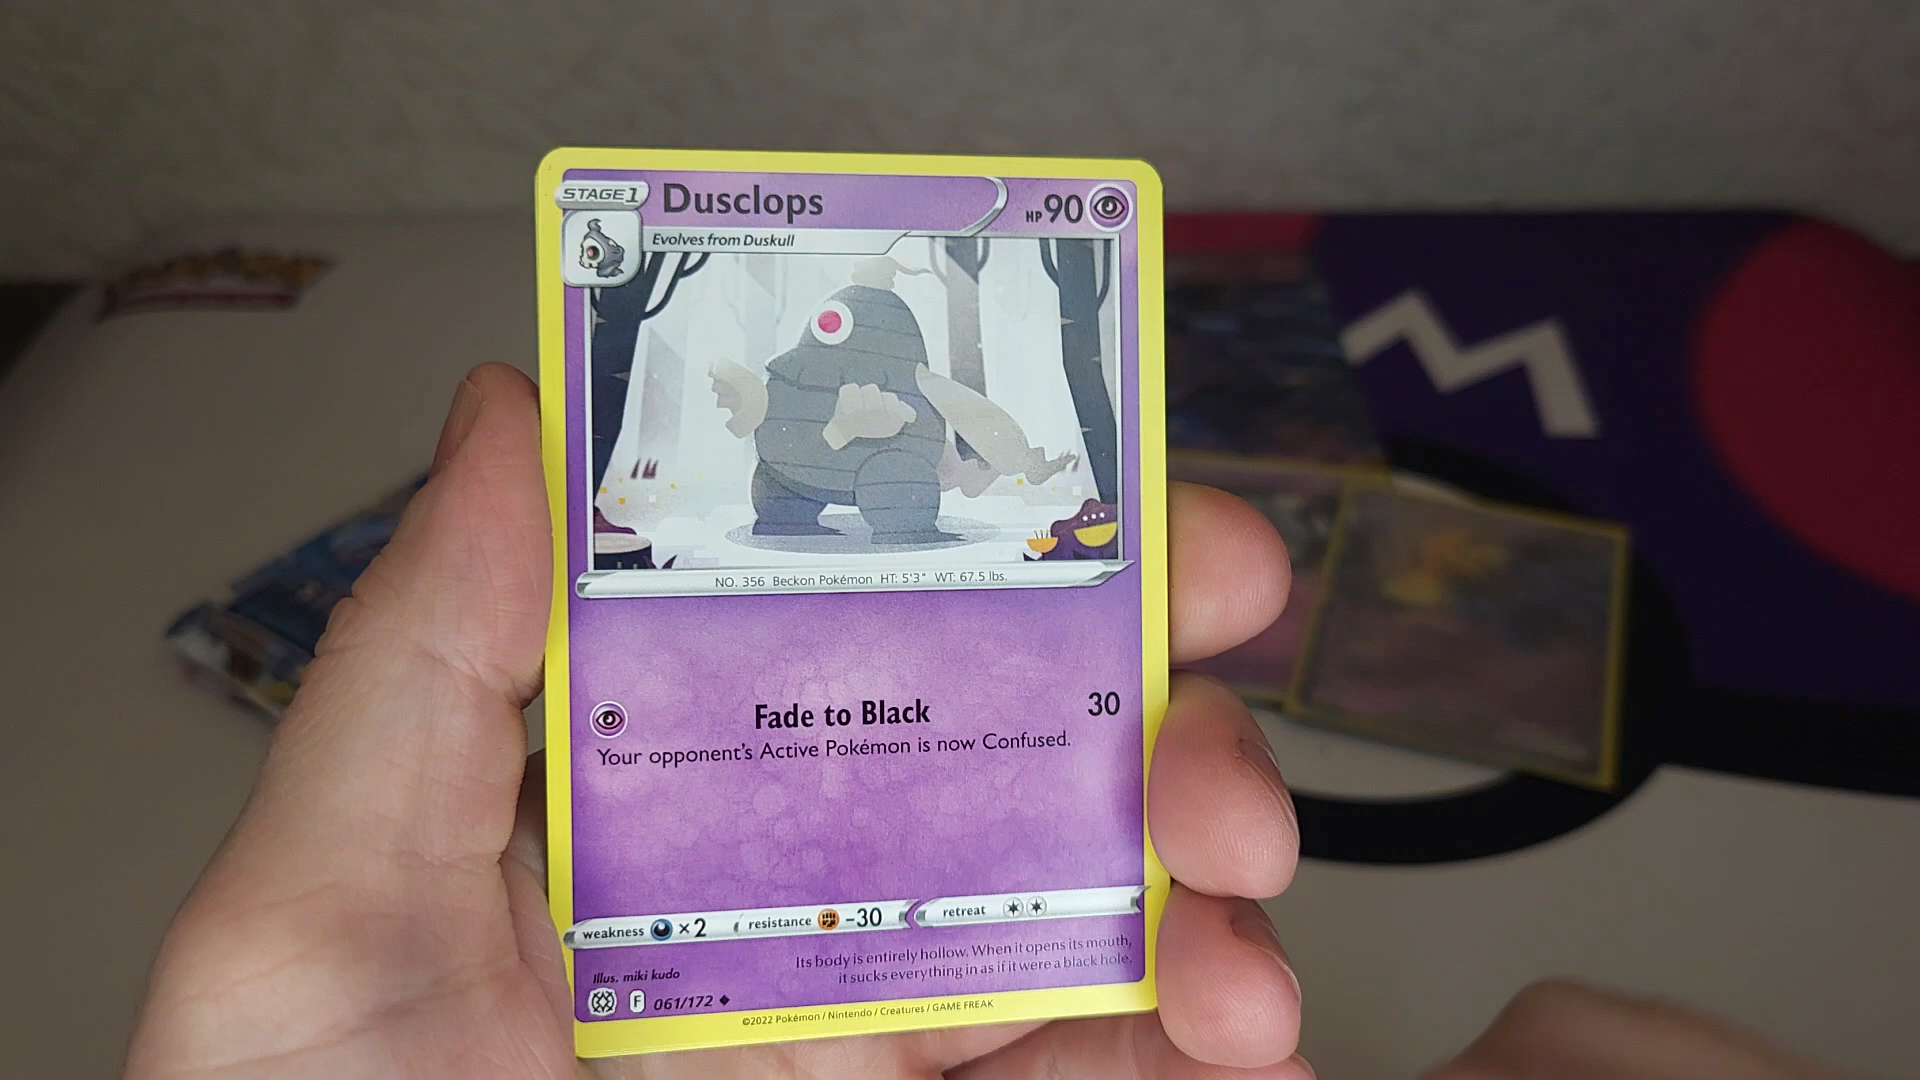 STAGE1 Dusclops HP 90
Evolves from Duskull
NO. 356 Beckon Pokémon HT: 5'3" WT: 67.5 lbs.
Fade to Black 30
Your opponent's Active Pokémon is now Confused.
weakness ×2 resistance -30 retreat
Its body is entirely hollow. When it opens its mouth,
it sucks everything in as if it were a black hole.
Illus. miki kudo
F 061/172
©2022 Pokémon / Nintendo / Creatures / GAME FREAK